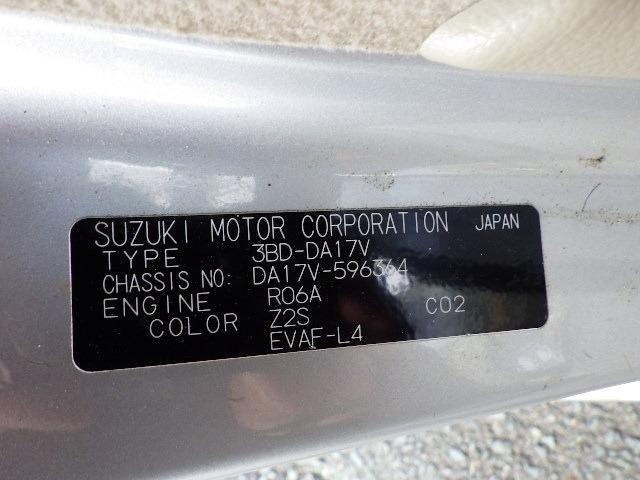 SUZUKI MOTOR CORPORATION JAPAN
TYPE 3BD-DA17V
CHASSIS NO: DA17V-596364
ENGINE R06A C02
COLOR Z2S
EVAF-L4